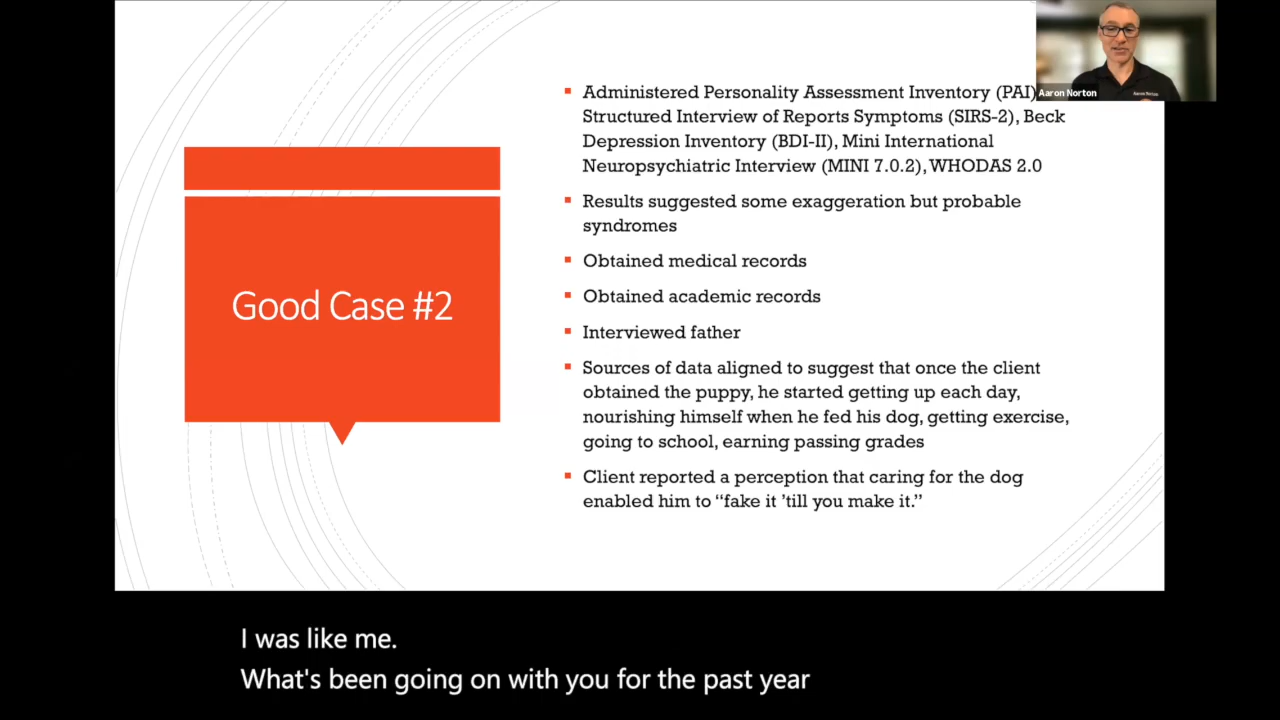 Administered Personality Assessment Inventory (PAI)
Structured Interview of Reports Symptoms (SIRS-2), Beck
Depression Inventory (BDI-II), Mini International
Neuropsychiatric Interview (MINI 7.0.2), WHODAS 2.0
Results suggested some exaggeration but probable
syndromes
Obtained medical records
Obtained academic records
Interviewed father
Sources of data aligned to suggest that once the client
obtained the puppy, he started getting up each day,
nourishing himself when he fed his dog, getting exercise,
going to school, earning passing grades
Client reported a perception that caring for the dog
enabled him to “fake it ’till you make it.”
Good Case #2
Aaron Norton
I was like me.
What's been going on with you for the past year